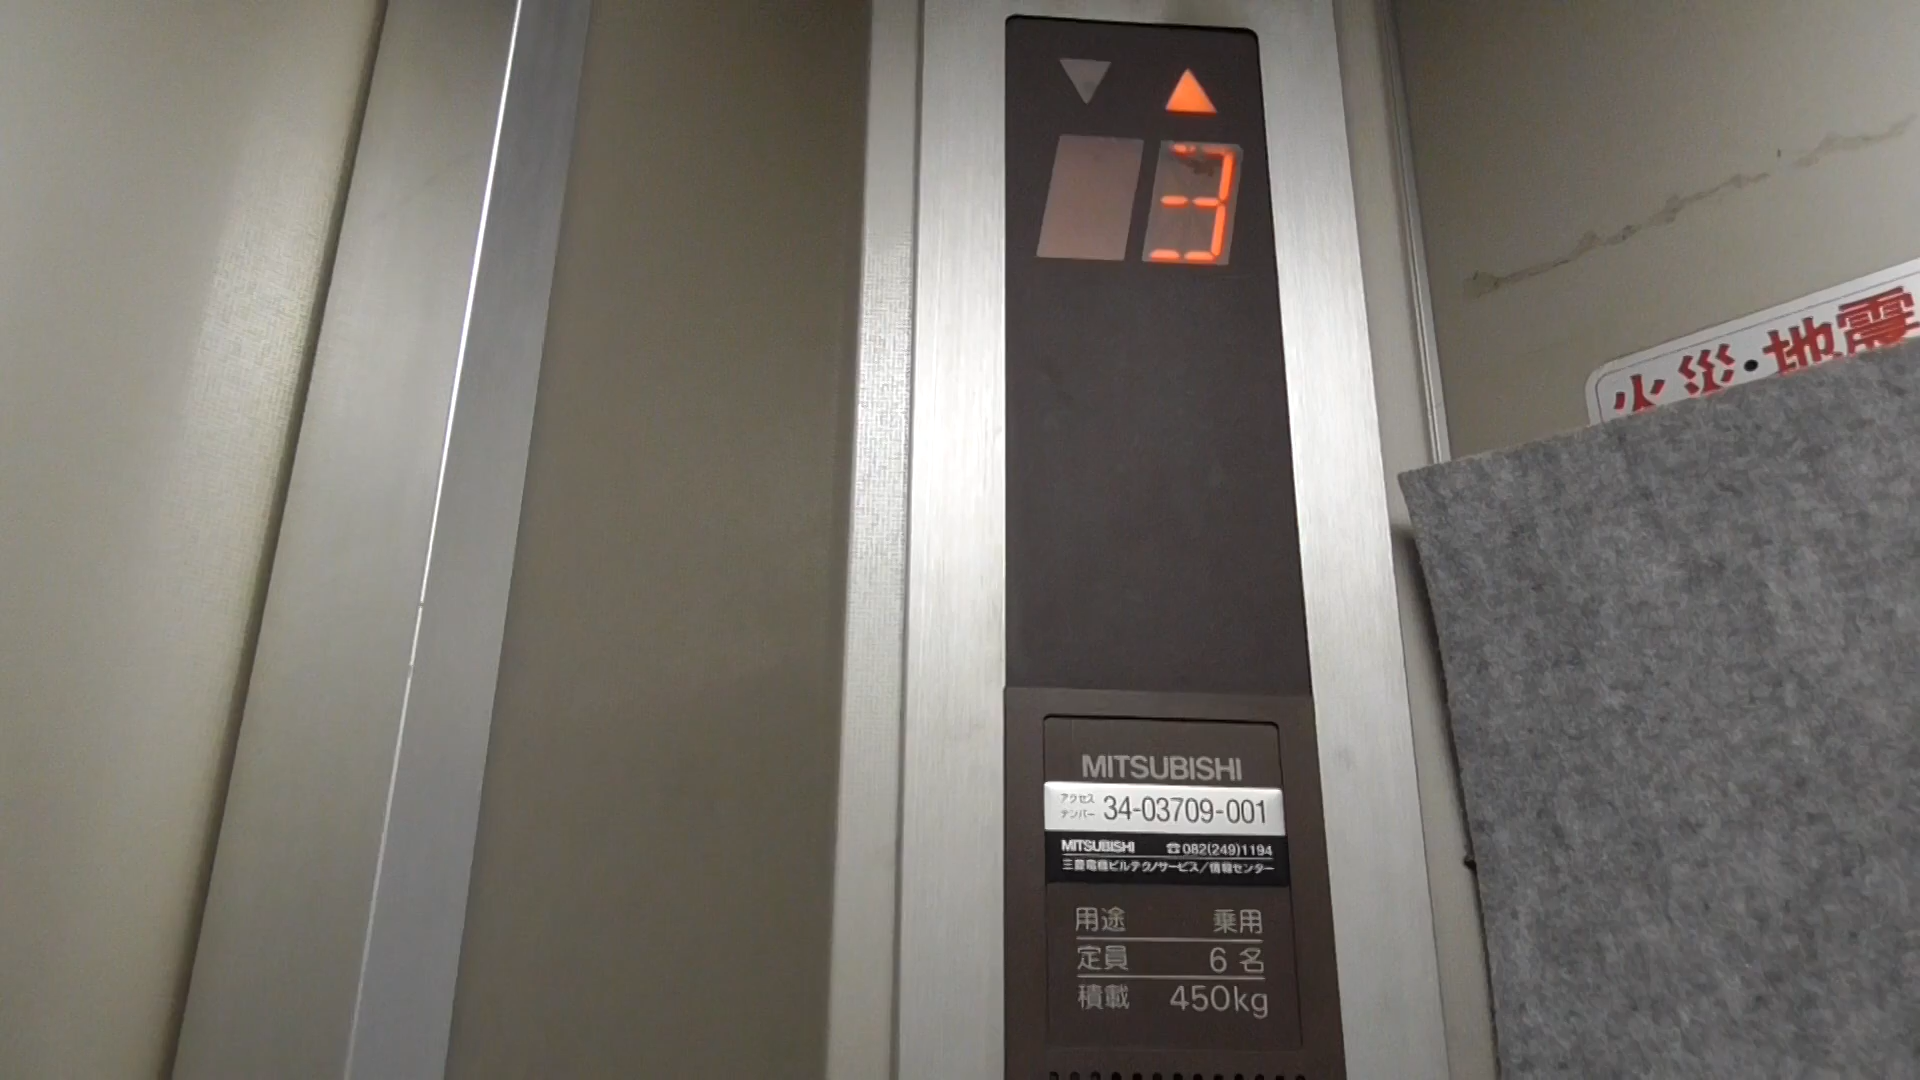 3
火災・地震
MITSUBISHI
アクセス
ナンバー 34-03709-001
MITSUBISHI ☎082(249)1194
三菱電機ビルテクノサービス/情報センター
用途 乗用
定員 6名
積載 450kg